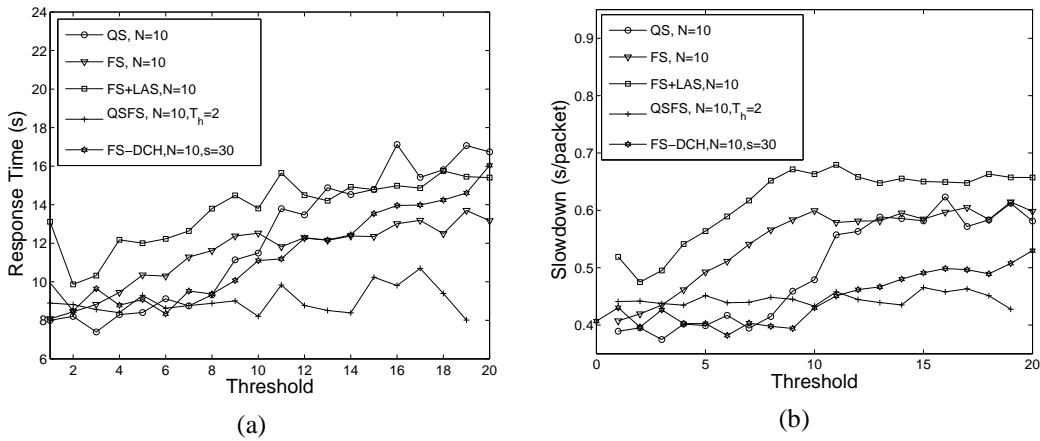 24
22
20
18
16
14
12
10
8
8
6
2
4
6
8
10
12
14
16
18
20
Response Time (s)
Threshold
QS, N=10
FS, N=10
FS+LAS,N=10
QSFS, N=10,T_h=2
FS−DCH,N=10,s=30
(a)
0.9
0.8
0.7
0.6
0.5
0.4
0
5
10
15
20
Slowdown (s/packet)
Threshold
QS, N=10
FS, N=10
FS+LAS,N=10
QSFS, N=10,T_h=2
FS−DCH,N=10,s=30
(b)